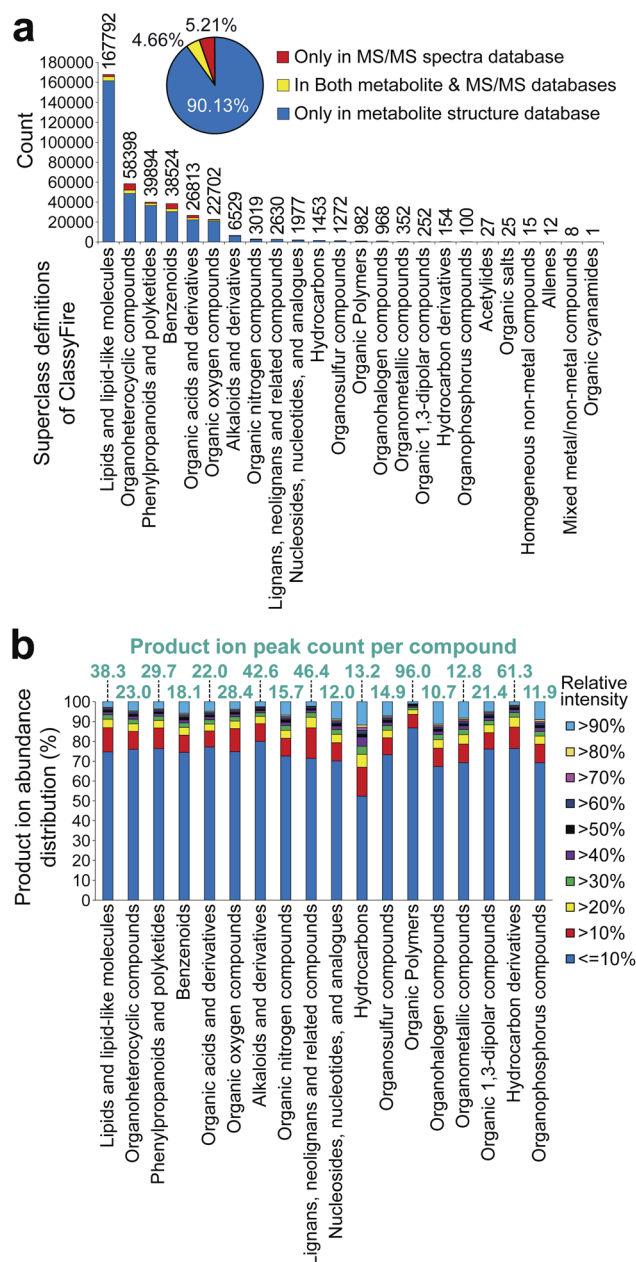 a
4.66%
5.21%
90.13%
Only in MS/MS spectra database
In Both metabolite & MS/MS databases
Only in metabolite structure database
Count
180000
160000
140000
120000
100000
80000
60000
40000
20000
0
167792
58398
39894
38524
26813
22702
6529
3019
2630
1977
1453
1272
982
968
352
252
154
100
27
25
15
12
8
1
Superclass definitions
of ClassyFire
Lipids and lipid-like molecules
Organoheterocyclic compounds
Phenylpropanoids and polyketides
Benzenoids
Organic acids and derivatives
Organic oxygen compounds
Alkaloids and derivatives
Organic nitrogen compounds
Lignans, neolignans and related compounds
Nucleosides, nucleotides, and analogues
Hydrocarbons
Organosulfur compounds
Organic Polymers
Organohalogen compounds
Organometallic compounds
Organic 1,3-dipolar compounds
Hydrocarbon derivatives
Organophosphorus compounds
Acetylides
Organic salts
Homogeneous non-metal compounds
Allenes
Mixed metal/non-metal compounds
Organic cyanamides
b
Product ion peak count per compound
38.3 29.7 22.0 42.6 46.4 13.2 96.0 12.8 61.3
23.0 18.1 28.4 15.7 12.0 14.9 10.7 21.4 11.9
Product ion abundance
distribution (%)
100
90
80
70
60
50
40
30
20
10
0
Relative
intensity
>90%
>80%
>70%
>60%
>50%
>40%
>30%
>20%
>10%
<=10%
Lipids and lipid-like molecules
Organoheterocyclic compounds
Phenylpropanoids and polyketides
Benzenoids
Organic acids and derivatives
Organic oxygen compounds
Alkaloids and derivatives
Organic nitrogen compounds
Lignans, neolignans and related compounds
Nucleosides, nucleotides, and analogues
Hydrocarbons
Organosulfur compounds
Organic Polymers
Organohalogen compounds
Organometallic compounds
Organic 1,3-dipolar compounds
Hydrocarbon derivatives
Organophosphorus compounds